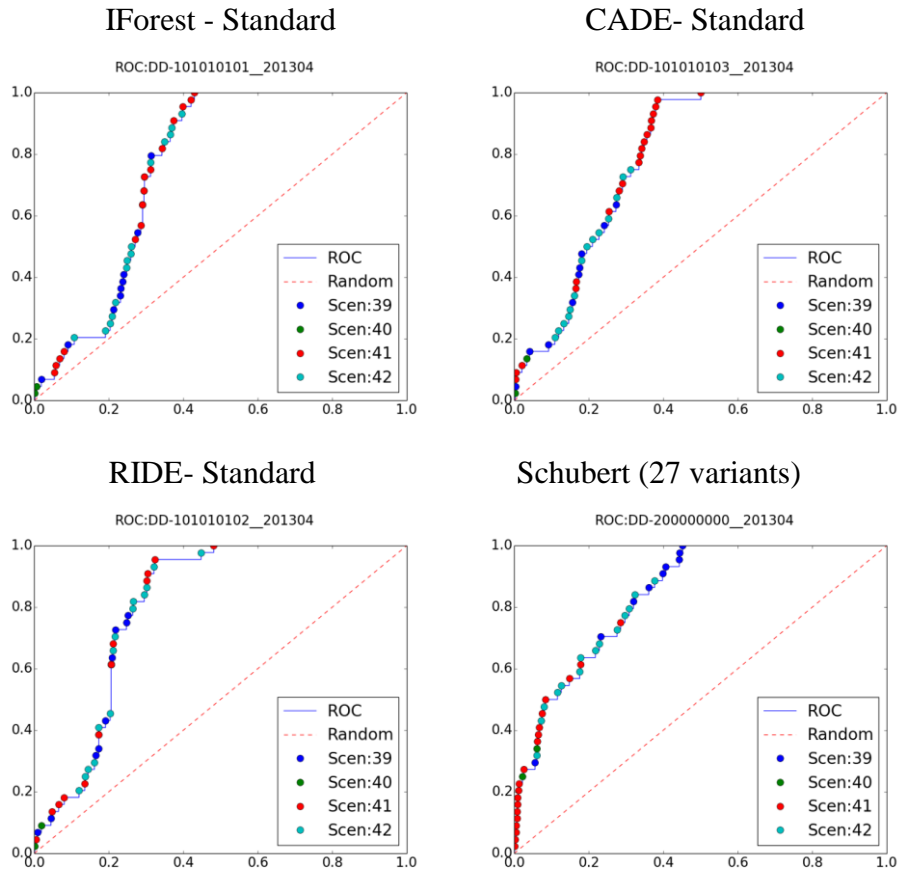 IForest - Standard
CADE- Standard
ROC:DD-101010101__201304
1.0
0.8
0.6
0.4
0.2
0.0
0.0 0.2 0.4 0.6 0.8 1.0
ROC
Random
Scen:39
Scen:40
Scen:41
Scen:42
ROC:DD-101010103__201304
1.0
0.8
0.6
0.4
0.2
0.0
0.0 0.2 0.4 0.6 0.8 1.0
ROC
Random
Scen:39
Scen:40
Scen:41
Scen:42
RIDE- Standard
Schubert (27 variants)
ROC:DD-101010102__201304
1.0
0.8
0.6
0.4
0.2
0.0
0.0 0.2 0.4 0.6 0.8 1.0
ROC
Random
Scen:39
Scen:40
Scen:41
Scen:42
ROC:DD-200000000__201304
1.0
0.8
0.6
0.4
0.2
0.0
0.0 0.2 0.4 0.6 0.8 1.0
ROC
Random
Scen:39
Scen:40
Scen:41
Scen:42